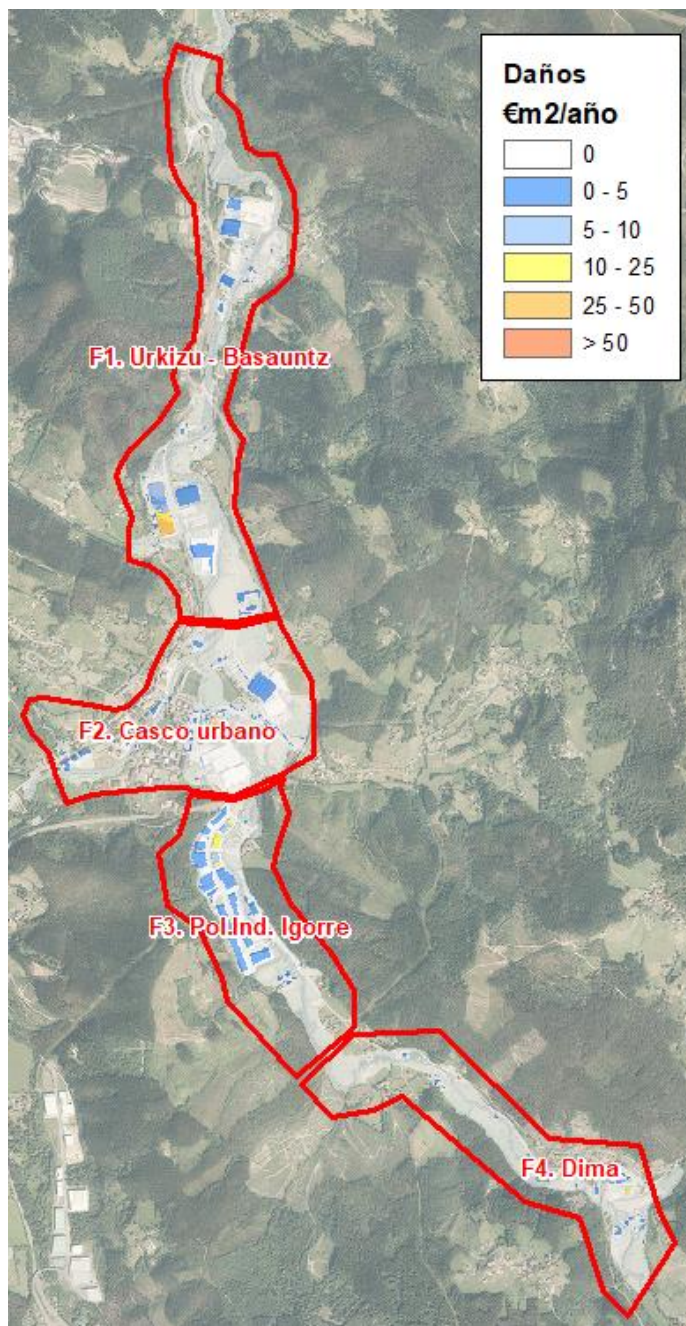 Daños
€m2/año
0
0 - 5
5 - 10
10 - 25
25 - 50
> 50
F1. Urkizu - Basauntz
F2. Casco urbano
F3. Pol.Ind. Igorre
F4. Dima